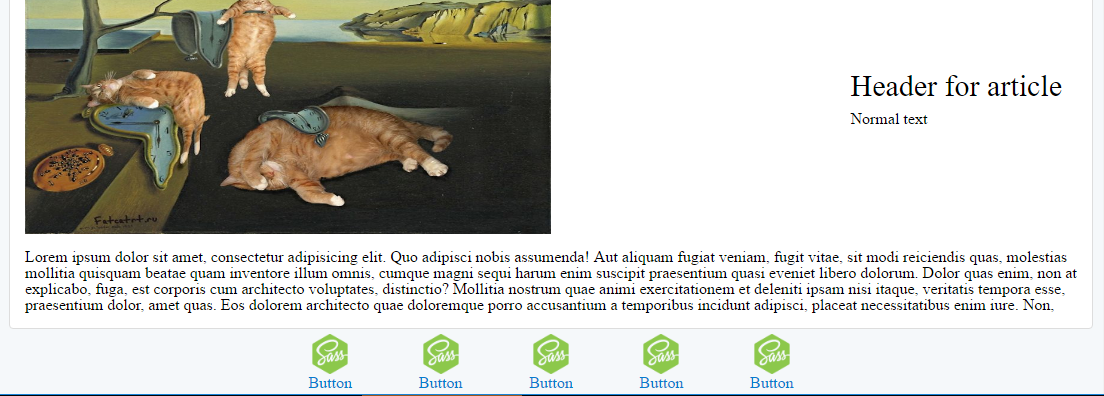 Header for article
Normal text
Fatcatart.ru
Lorem ipsum dolor sit amet, consectetur adipisicing elit. Quo adipisci nobis assumenda! Aut aliquam fugiat veniam, fugit vitae, sit modi reiciendis quas, molestias
mollitia quisquam beatae quam inventore illum omnis, cumque magni sequi harum enim suscipit praesentium quasi eveniet libero dolorum. Dolor quas enim, non at
explicabo, fuga, est corporis cum architecto voluptates, distinctio? Mollitia nostrum quae animi exercitationem et deleniti ipsam nisi itaque, veritatis tempora esse,
praesentium dolor, amet quas. Eos dolorem architecto quae doloremque porro accusantium a temporibus incidunt adipisci, placeat necessitatibus enim iure. Non,
Sass Sass Sass Sass Sass
Button Button Button Button Button